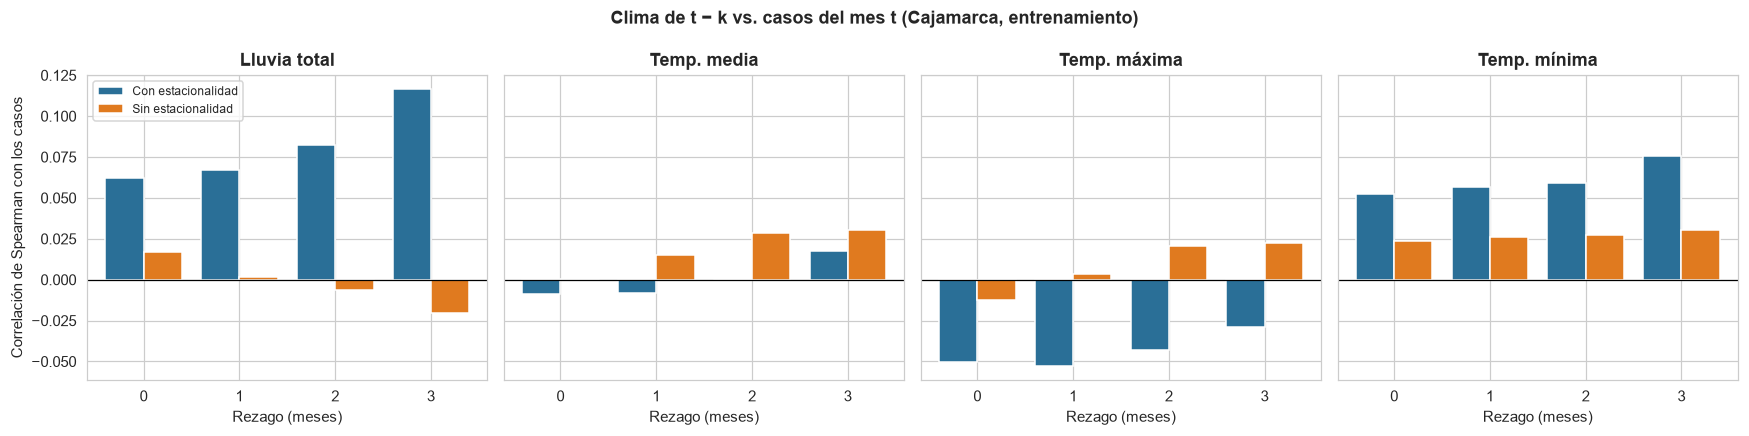 Clima de t − k vs. casos del mes t (Cajamarca, entrenamiento)
Lluvia total
Temp. media
Temp. máxima
Temp. mínima
Correlación de Spearman con los casos
0.125
0.100
0.075
0.050
0.025
0.000
−0.025
−0.050
Con estacionalidad
Sin estacionalidad
0 1 2 3
0 1 2 3
0 1 2 3
0 1 2 3
Rezago (meses)
Rezago (meses)
Rezago (meses)
Rezago (meses)